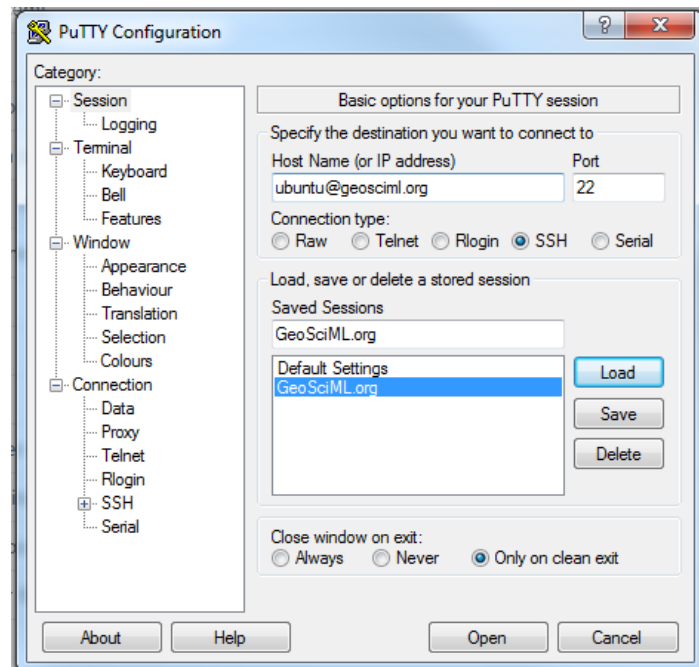 PuTTY Configuration
Category:
Session
Logging
Terminal
Keyboard
Bell
Features
Window
Appearance
Behaviour
Translation
Selection
Colours
Connection
Data
Proxy
Telnet
Rlogin
SSH
Serial
Basic options for your PuTTY session
Specify the destination you want to connect to
Host Name (or IP address) Port
ubuntu@geosciml.org 22
Connection type:
Raw Telnet Rlogin SSH Serial
Load, save or delete a stored session
Saved Sessions
GeoSciML.org
Default Settings
GeoSciML.org
Load
Save
Delete
Close window on exit:
Always Never Only on clean exit
About Help Open Cancel